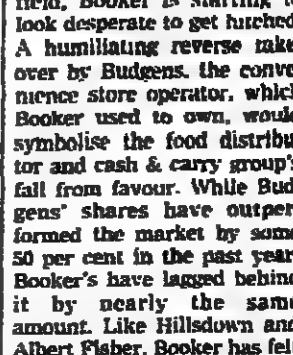 field, Booker is starting to
look desperate to get hitched.
A humiliating reverse take
over by Budgens, the conve
nience store operator, which
Booker used to own, would
symbolise the food distribu
tor and cash & carry group's
fall from favour. While Bud
gens' shares have outper
formed the market by some
50 per cent in the past year
Booker's have lagged behind
it by nearly the same
amount. Like Hillsdown and
Albert Fisher, Booker has fel